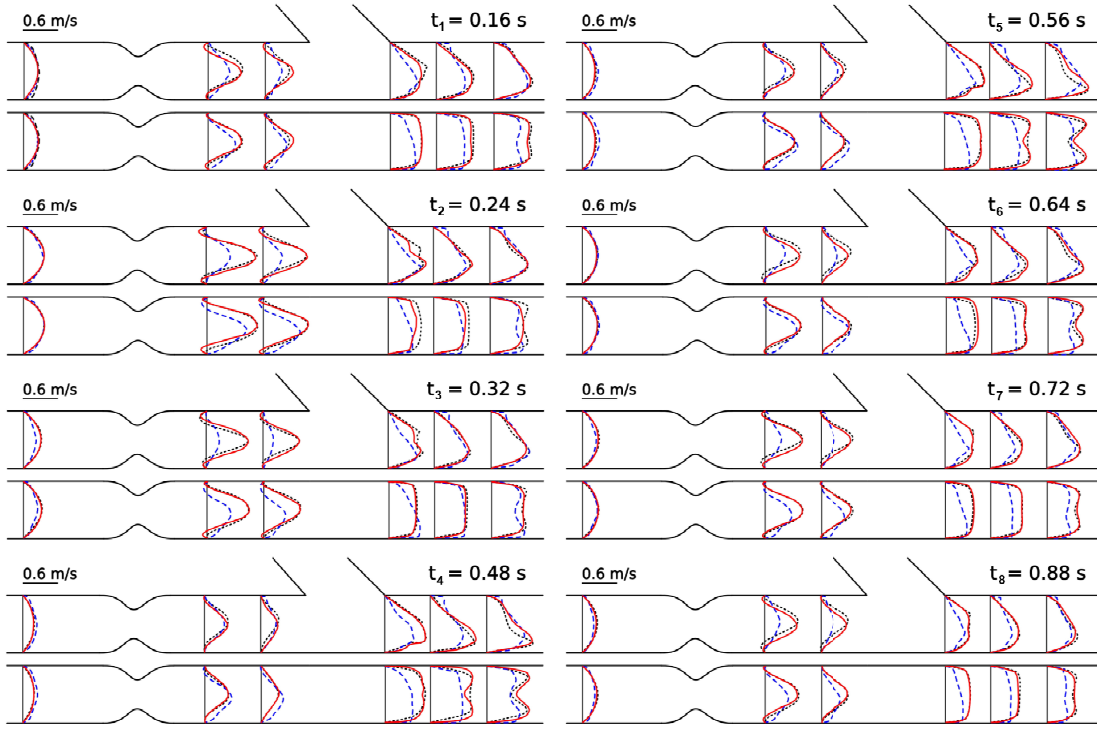 0.6 m/s
t1 = 0.16 s
0.6 m/s
t5 = 0.56 s
0.6 m/s
t2 = 0.24 s
0.6 m/s
t6 = 0.64 s
0.6 m/s
t3 = 0.32 s
0.6 m/s
t7 = 0.72 s
0.6 m/s
t4 = 0.48 s
0.6 m/s
t8 = 0.88 s